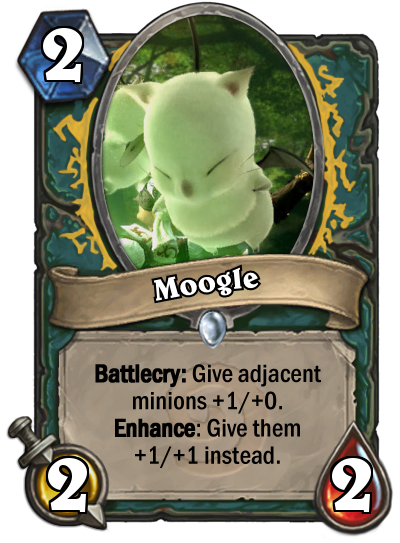 2
Moogle
Battlecry: Give adjacent
minions +1/+0.
Enhance: Give them
+1/+1 instead.
2
2